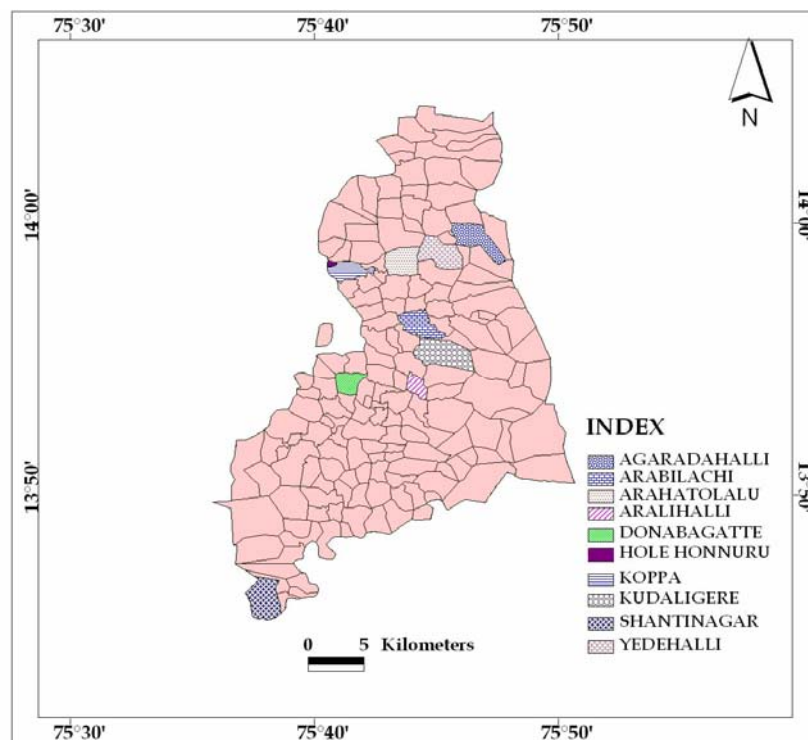 75°30' 75°40' 75°50'
N
14°00' 14°00'
INDEX
AGARADAHALLI
ARABILACHI
ARAHATOLALU
ARALIHALLI
DONABAGATTE
HOLE HONNURU
KOPPA
KUDALIGERE
SHANTINAGAR
YEDEHALLI
13°50' 13°50'
0 5 Kilometers
75°30' 75°40' 75°50'